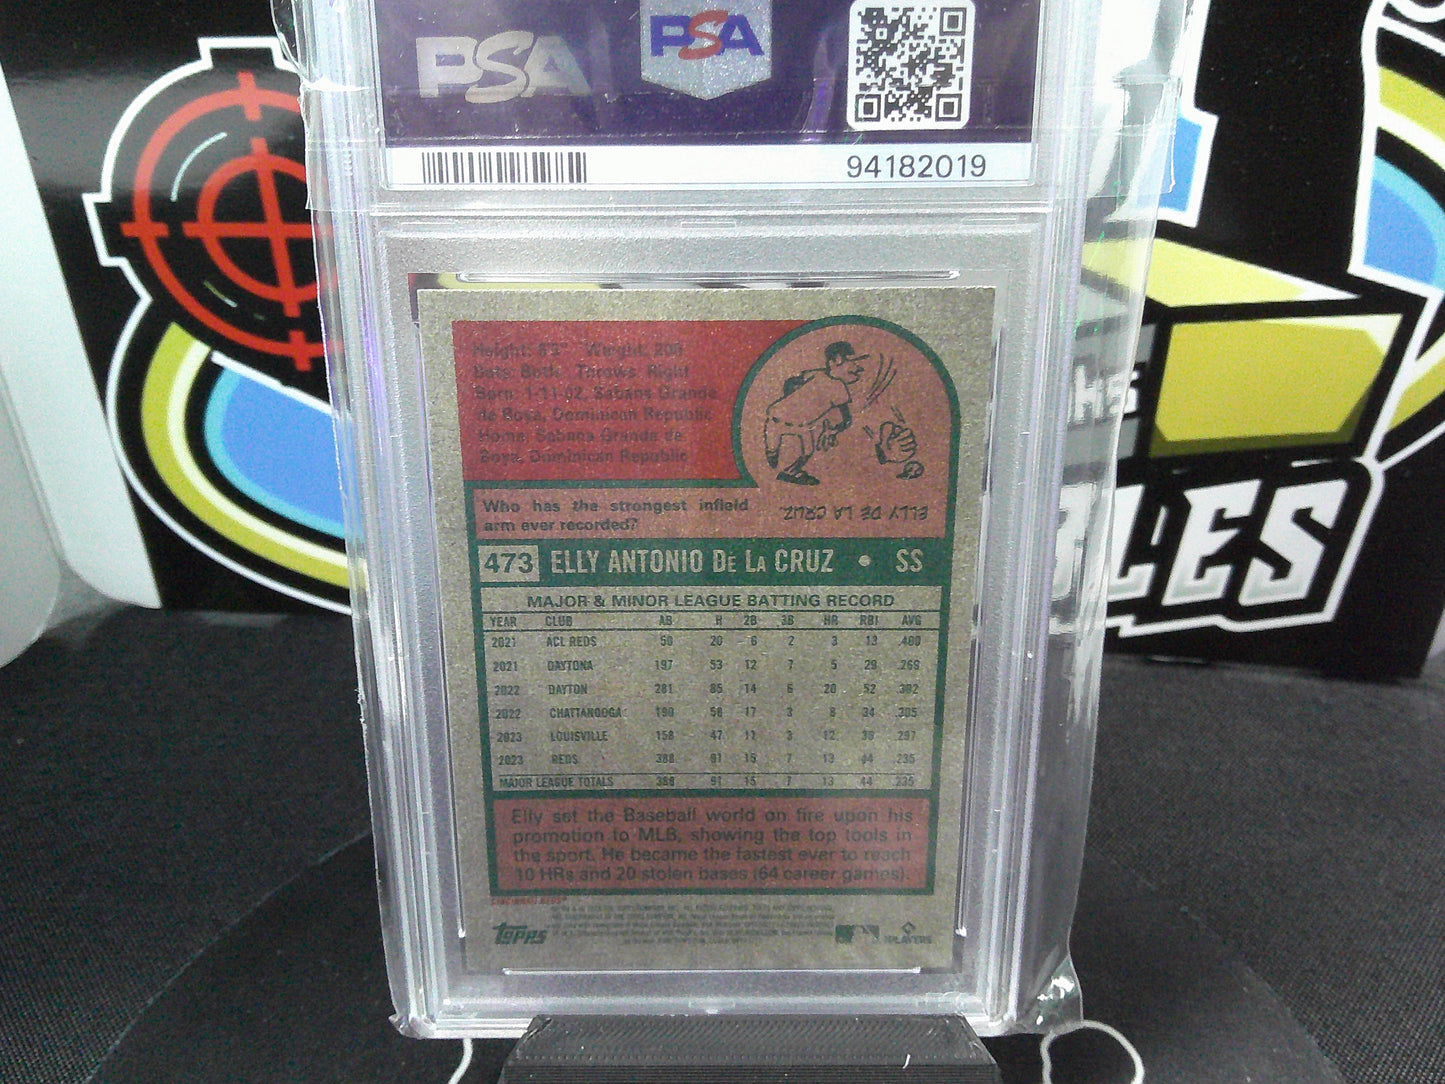 PSA
PSA
94182019
Height: 6'5" Weight: 200
Bats: Both Throws: Right
Born: 1-11-02, Sabana Grande
de Boya, Dominican Republic
Home: Sabana Grande de
Boya, Dominican Republic
Who has the strongest infield
arm ever recorded?
ELLY DE LA CRUZ.
473 ELLY ANTONIO DE LA CRUZ • SS
MAJOR & MINOR LEAGUE BATTING RECORD
YEAR CLUB AB H 2B 3B HR RBI AVG
2021 ACL REDS 50 20 6 2 3 13 .400
2021 DAYTONA 197 53 12 7 5 29 .269
2022 DAYTON 281 85 14 6 20 52 .302
2022 CHATTANOOGA 190 58 17 3 8 34 .305
2023 LOUISVILLE 158 47 11 3 12 36 .297
2023 REDS 388 91 15 7 13 44 .235
MAJOR LEAGUE TOTALS 388 91 15 7 13 44 .235
Elly set the Baseball world on fire upon his
promotion to MLB, showing the top tools in
the sport. He became the fastest ever to reach
10 HRs and 20 stolen bases (64 career games).
CINCINNATI REDS®
TOPPS
PLAYERS